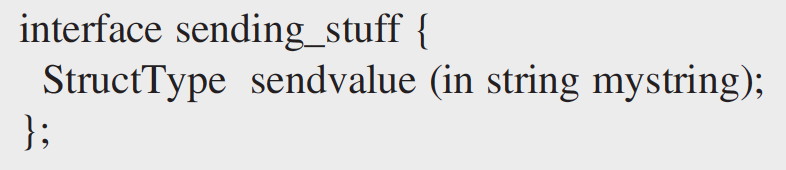 interface sending_stuff {
StructType sendvalue (in string mystring);
};